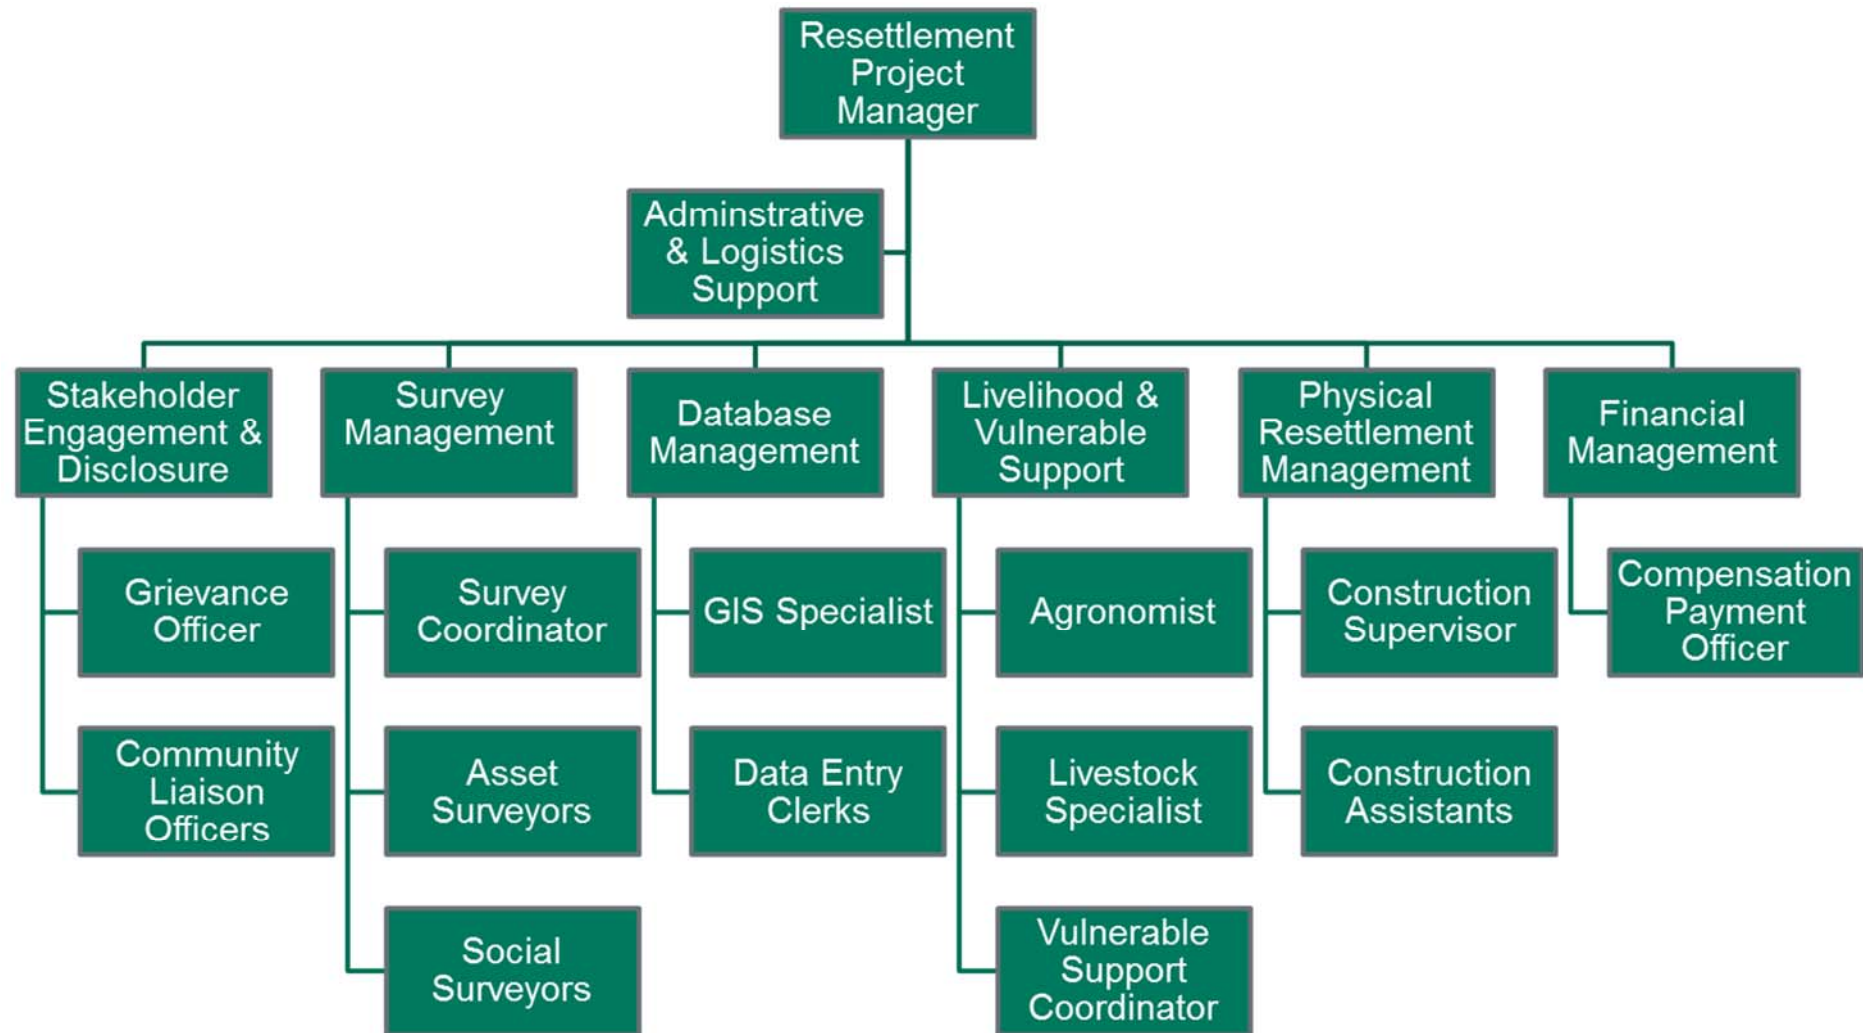 Resettlement
Project
Manager
Adminstrative
& Logistics
Support
Stakeholder
Engagement &
Disclosure
Survey
Management
Database
Management
Livelihood &
Vulnerable
Support
Physical
Resettlement
Management
Financial
Management
Grievance
Officer
Survey
Coordinator
GIS Specialist
Agronomist
Construction
Supervisor
Compensation
Payment
Officer
Community
Liaison
Officers
Asset
Surveyors
Data Entry
Clerks
Livestock
Specialist
Construction
Assistants
Social
Surveyors
Vulnerable
Support
Coordinator